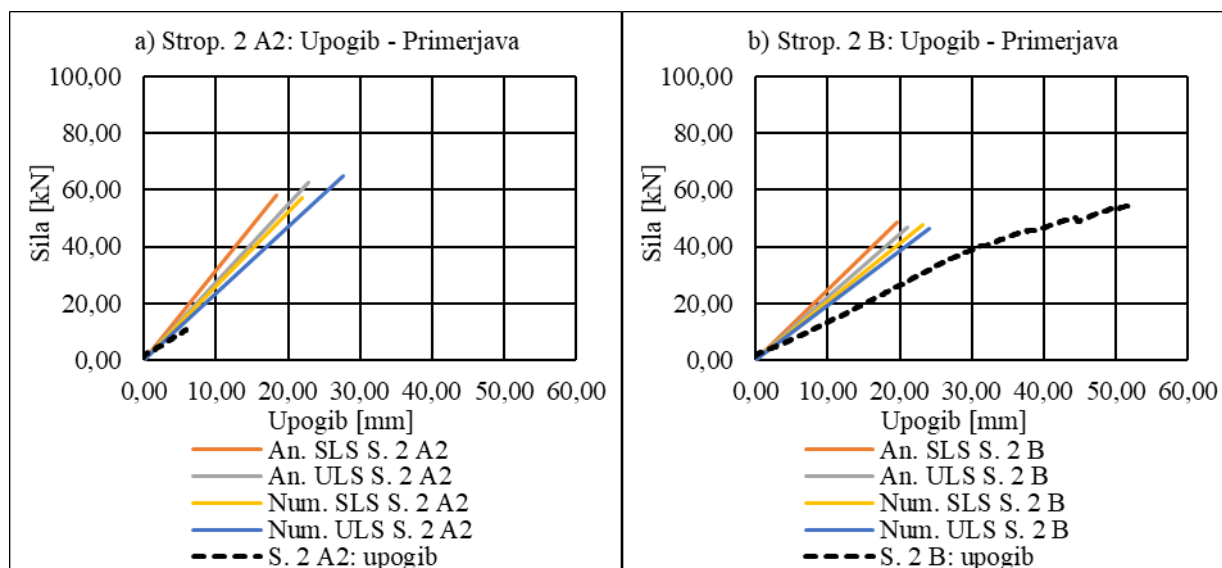 a) Strop. 2 A2: Upogib - Primerjava
100,00
80,00
60,00
40,00
20,00
0,00
Sila [kN]
0,00 10,00 20,00 30,00 40,00 50,00 60,00
Upogib [mm]
An. SLS S. 2 A2
An. ULS S. 2 A2
Num. SLS S. 2 A2
Num. ULS S. 2 A2
S. 2 A2: upogib
b) Strop. 2 B: Upogib - Primerjava
100,00
80,00
60,00
40,00
20,00
0,00
Sila [kN]
0,00 10,00 20,00 30,00 40,00 50,00 60,00
Upogib [mm]
An. SLS S. 2 B
An. ULS S. 2 B
Num. SLS S. 2 B
Num. ULS S. 2 B
S. 2 B: upogib